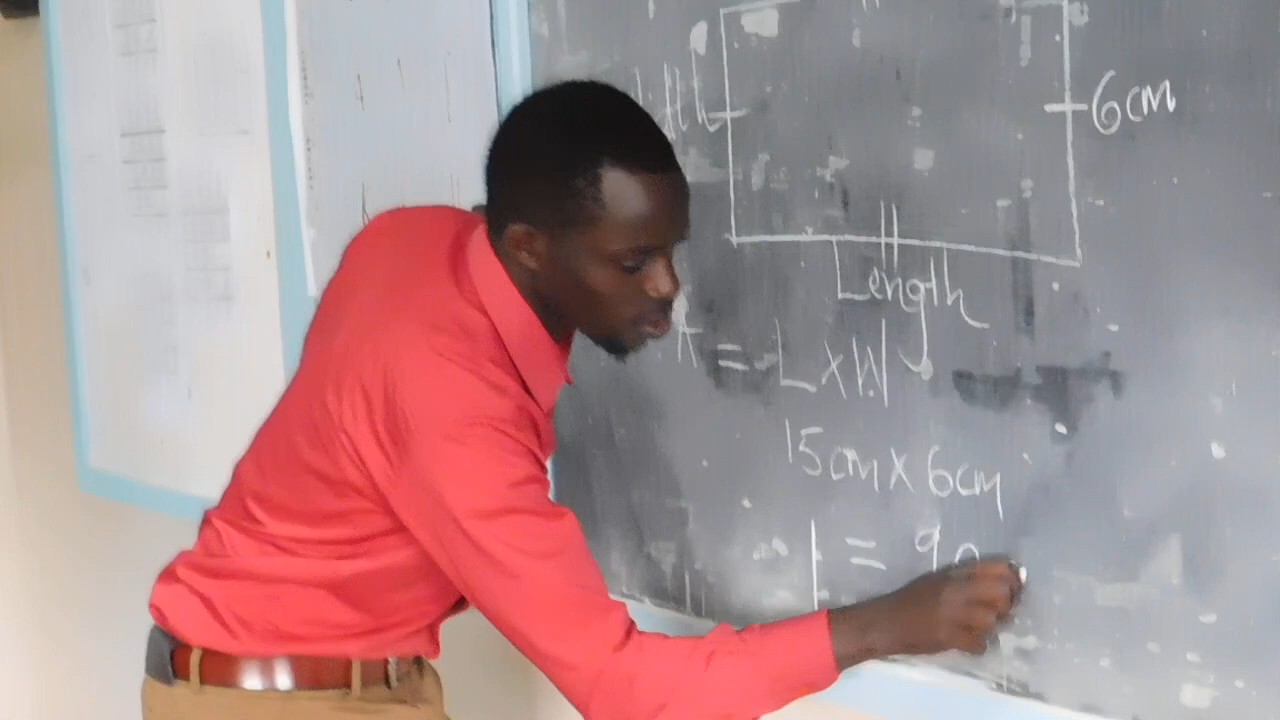 6cm
Length
A = L x W
15cm x 6cm
= 90